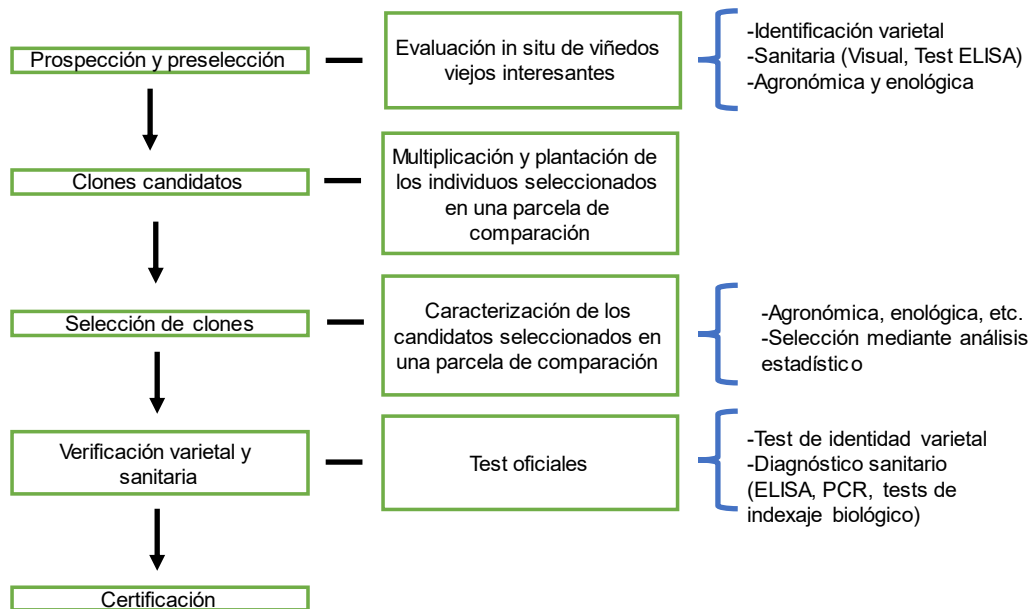 Prospección y preselección
Evaluación in situ de viñedos
viejos interesantes
-Identificación varietal
-Sanitaria (Visual, Test ELISA)
-Agronómica y enológica
Clones candidatos
Multiplicación y plantación de
los individuos seleccionados
en una parcela de
comparación
Selección de clones
Caracterización de los
candidatos seleccionados en
una parcela de comparación
-Agronómica, enológica, etc.
-Selección mediante análisis
estadístico
Verificación varietal y
sanitaria
Test oficiales
-Test de identidad varietal
-Diagnóstico sanitario
(ELISA, PCR, tests de
indexaje biológico)
Certificación